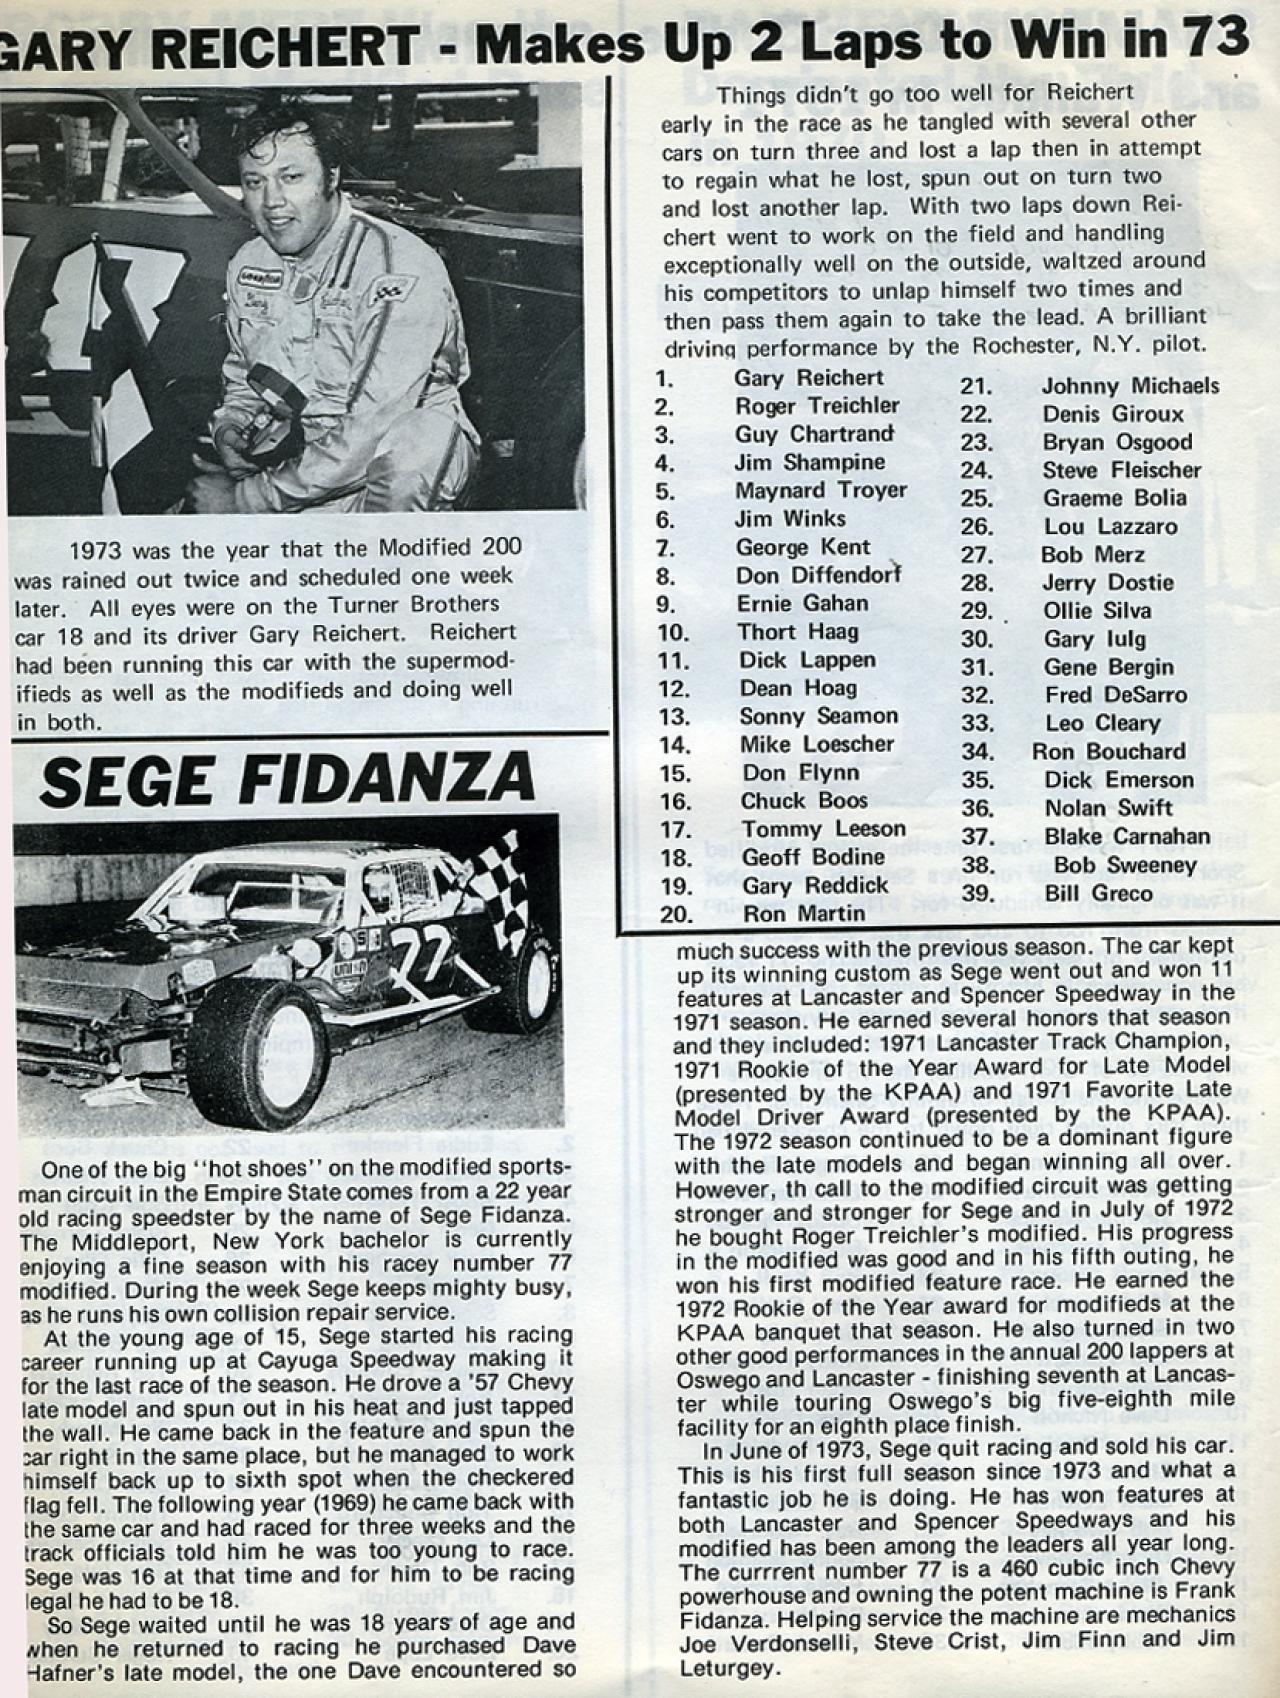 GARY REICHERT - Makes Up 2 Laps to Win in 73
GOODYEAR
Gary
18
1973 was the year that the Modified 200
was rained out twice and scheduled one week
later. All eyes were on the Turner Brothers
car 18 and its driver Gary Reichert. Reichert
had been running this car with the supermod-
ifieds as well as the modifieds and doing well
in both.
Things didn't go too well for Reichert
early in the race as he tangled with several other
cars on turn three and lost a lap then in attempt
to regain what he lost, spun out on turn two
and lost another lap. With two laps down Rei-
chert went to work on the field and handling
exceptionally well on the outside, waltzed around
his competitors to unlap himself two times and
then pass them again to take the lead. A brilliant
driving performance by the Rochester, N.Y. pilot.
1. Gary Reichert
2. Roger Treichler
3. Guy Chartrand
4. Jim Shampine
5. Maynard Troyer
6. Jim Winks
7. George Kent
8. Don Diffendorf
9. Ernie Gahan
10. Thort Haag
11. Dick Lappen
12. Dean Hoag
13. Sonny Seamon
14. Mike Loescher
15. Don Flynn
16. Chuck Boos
17. Tommy Leeson
18. Geoff Bodine
19. Gary Reddick
20. Ron Martin
21. Johnny Michaels
22. Denis Giroux
23. Bryan Osgood
24. Steve Fleischer
25. Graeme Bolia
26. Lou Lazzaro
27. Bob Merz
28. Jerry Dostie
29. Ollie Silva
30. Gary Iulg
31. Gene Bergin
32. Fred DeSarro
33. Leo Cleary
34. Ron Bouchard
35. Dick Emerson
36. Nolan Swift
37. Blake Carnahan
38. Bob Sweeney
39. Bill Greco
SEGE FIDANZA
UNION
77
One of the big "hot shoes" on the modified sports-
man circuit in the Empire State comes from a 22 year
old racing speedster by the name of Sege Fidanza.
The Middleport, New York bachelor is currently
enjoying a fine season with his racey number 77
modified. During the week Sege keeps mighty busy,
as he runs his own collision repair service.
At the young age of 15, Sege started his racing
career running up at Cayuga Speedway making it
for the last race of the season. He drove a '57 Chevy
late model and spun out in his heat and just tapped
the wall. He came back in the feature and spun the
car right in the same place, but he managed to work
himself back up to sixth spot when the checkered
flag fell. The following year (1969) he came back with
the same car and had raced for three weeks and the
track officials told him he was too young to race.
Sege was 16 at that time and for him to be racing
legal he had to be 18.
So Sege waited until he was 18 years of age and
when he returned to racing he purchased Dave
Hafner's late model, the one Dave encountered so
much success with the previous season. The car kept
up its winning custom as Sege went out and won 11
features at Lancaster and Spencer Speedway in the
1971 season. He earned several honors that season
and they included: 1971 Lancaster Track Champion,
1971 Rookie of the Year Award for Late Model
(presented by the KPAA) and 1971 Favorite Late
Model Driver Award (presented by the KPAA).
The 1972 season continued to be a dominant figure
with the late models and began winning all over.
However, th call to the modified circuit was getting
stronger and stronger for Sege and in July of 1972
he bought Roger Treichler's modified. His progress
in the modified was good and in his fifth outing, he
won his first modified feature race. He earned the
1972 Rookie of the Year award for modifieds at the
KPAA banquet that season. He also turned in two
other good performances in the annual 200 lappers at
Oswego and Lancaster - finishing seventh at Lancas-
ter while touring Oswego's big five-eighth mile
facility for an eighth place finish.
In June of 1973, Sege quit racing and sold his car.
This is his first full season since 1973 and what a
fantastic job he is doing. He has won features at
both Lancaster and Spencer Speedways and his
modified has been among the leaders all year long.
The currrent number 77 is a 460 cubic inch Chevy
powerhouse and owning the potent machine is Frank
Fidanza. Helping service the machine are mechanics
Joe Verdonselli, Steve Crist, Jim Finn and Jim
Leturgey.